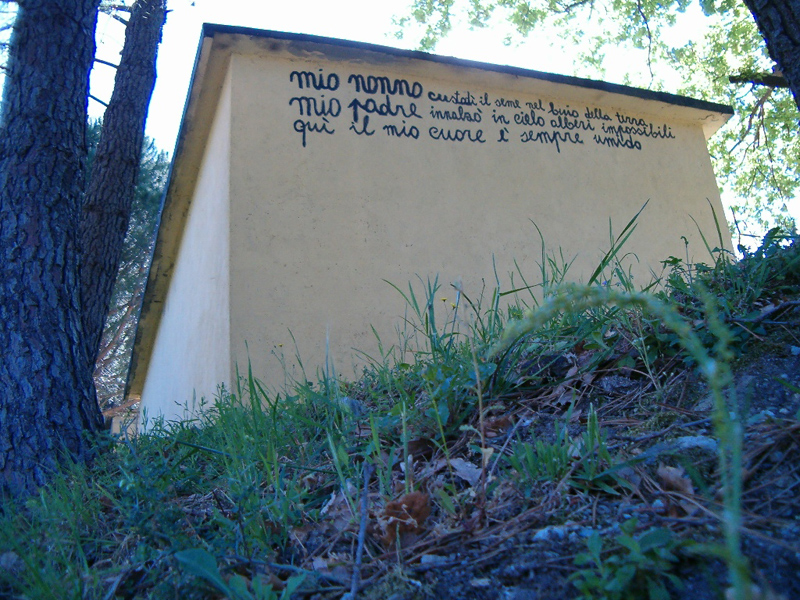 mio nonno custodì il seme nel buio della terra
mio padre innalzò in cielo alberi impossibili
quì il mio cuore è sempre umido